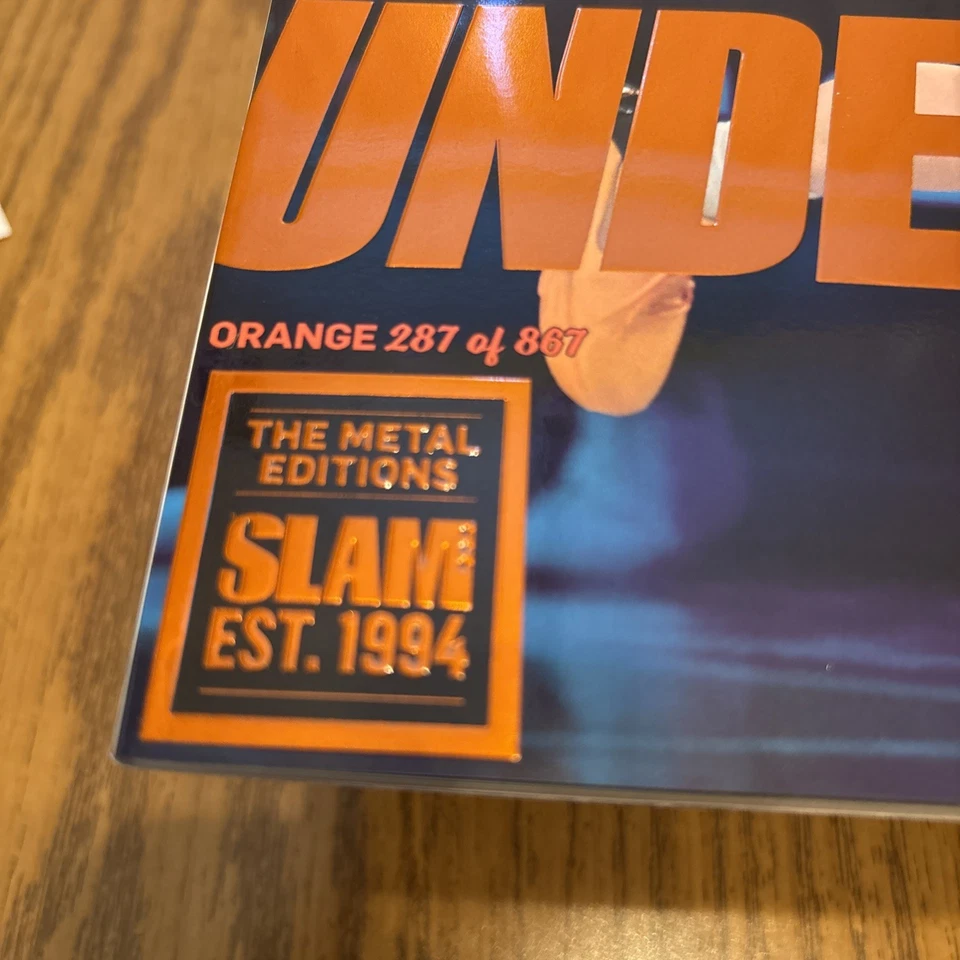 UNDE
ORANGE 287 of 867
THE METAL
EDITIONS
SLAM
EST. 1994